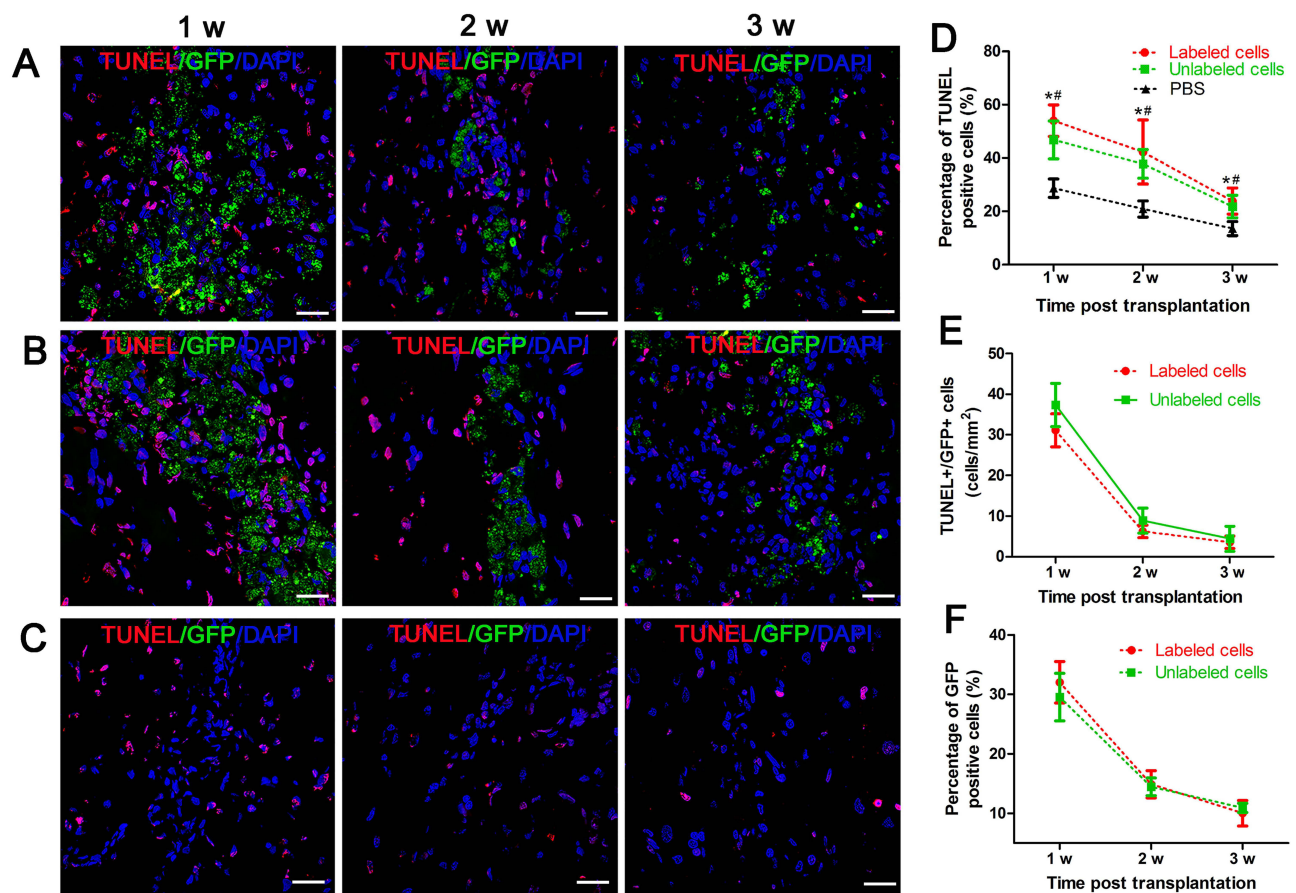 1 w 2 w 3 w
A
TUNEL/GFP/DAPI TUNEL/GFP/DAPI TUNEL/GFP/DAPI
B
TUNEL/GFP/DAPI TUNEL/GFP/DAPI TUNEL/GFP/DAPI
C
TUNEL/GFP/DAPI TUNEL/GFP/DAPI TUNEL/GFP/DAPI
D
Percentage of TUNEL
positive cells (%)
80
60
40
20
0
Labeled cells
Unlabeled cells
PBS
*# *# *#
1 w 2 w 3 w
Time post transplantation
E
TUNEL+/GFP+ cells
(cells/mm²)
50
40
30
20
10
0
Labeled cells
Unlabeled cells
1 w 2 w 3 w
Time post transplantation
F
Percentage of GFP
positive cells (%)
40
30
20
10
Labeled cells
Unlabeled cells
1 w 2 w 3 w
Time post transplantation